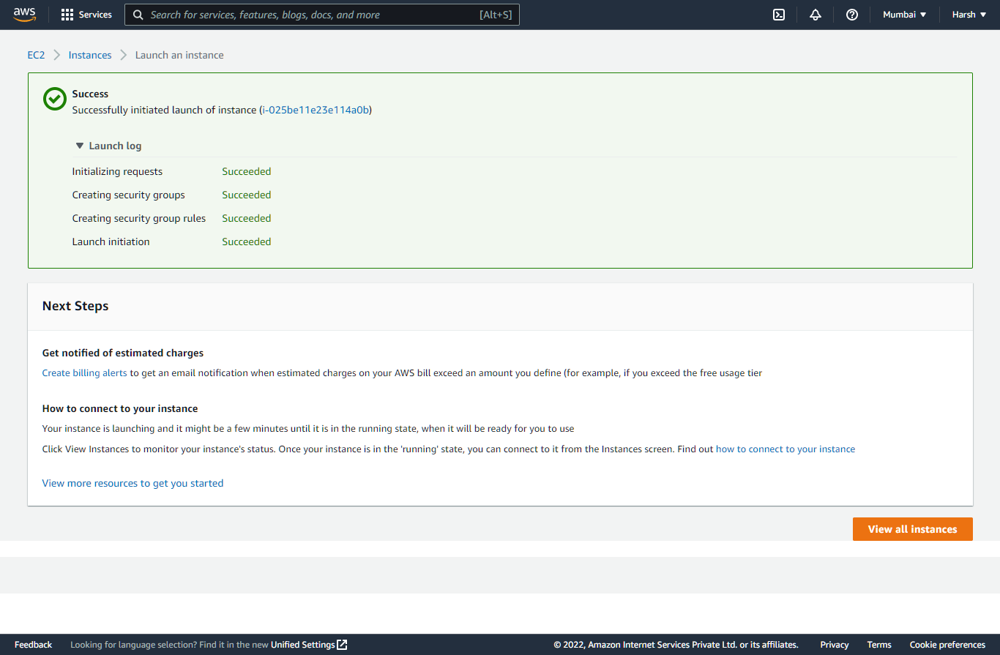 aws Services Search for services, features, blogs, docs, and more [Alt+S] Mumbai ▼ Harsh ▼
EC2 > Instances > Launch an instance
Success
Successfully initiated launch of instance (i-025be11e23e114a0b)
▼ Launch log
Initializing requests Succeeded
Creating security groups Succeeded
Creating security group rules Succeeded
Launch initiation Succeeded
Next Steps
Get notified of estimated charges
Create billing alerts to get an email notification when estimated charges on your AWS bill exceed an amount you define (for example, if you exceed the free usage tier
How to connect to your instance
Your instance is launching and it might be a few minutes until it is in the running state, when it will be ready for you to use
Click View Instances to monitor your instance's status. Once your instance is in the 'running' state, you can connect to it from the Instances screen. Find out how to connect to your instance
View more resources to get you started
View all instances
Feedback Looking for language selection? Find it in the new Unified Settings © 2022, Amazon Internet Services Private Ltd. or its affiliates. Privacy Terms Cookie preferences